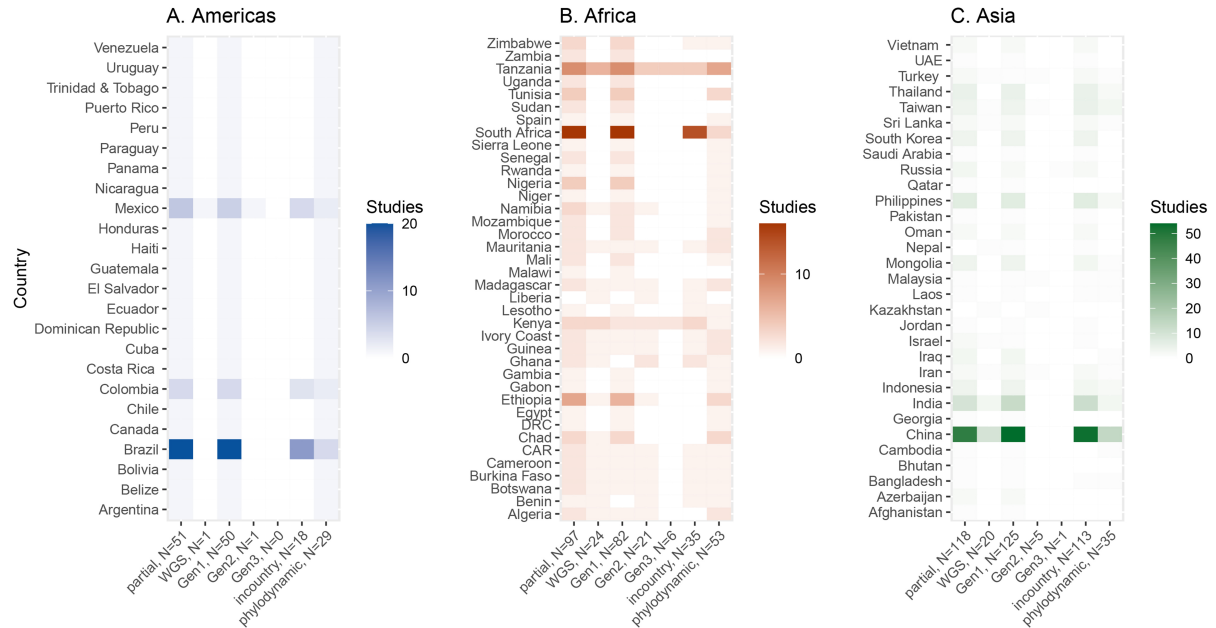 A. Americas
Country
Venezuela
Uruguay
Trinidad & Tobago
Puerto Rico
Peru
Paraguay
Panama
Nicaragua
Mexico
Honduras
Haiti
Guatemala
El Salvador
Ecuador
Dominican Republic
Cuba
Costa Rica
Colombia
Chile
Canada
Brazil
Bolivia
Belize
Argentina
partial, N=51
WGS, N=1
Gen1, N=50
Gen2, N=1
Gen3, N=0
incountry, N=18
phylodynamic, N=29
Studies
20
10
0
B. Africa
Zimbabwe
Zambia
Tanzania
Uganda
Tunisia
Sudan
Spain
South Africa
Sierra Leone
Senegal
Rwanda
Nigeria
Niger
Namibia
Mozambique
Morocco
Mauritania
Mali
Malawi
Madagascar
Liberia
Lesotho
Kenya
Ivory Coast
Guinea
Ghana
Gambia
Gabon
Ethiopia
Egypt
DRC
Chad
CAR
Cameroon
Burkina Faso
Botswana
Benin
Algeria
partial, N=97
WGS, N=24
Gen1, N=82
Gen2, N=21
Gen3, N=6
incountry, N=35
phylodynamic, N=53
Studies
10
0
C. Asia
Vietnam
UAE
Turkey
Thailand
Taiwan
Sri Lanka
South Korea
Saudi Arabia
Russia
Qatar
Philippines
Pakistan
Oman
Nepal
Mongolia
Malaysia
Laos
Kazakhstan
Jordan
Israel
Iraq
Iran
Indonesia
India
Georgia
China
Cambodia
Bhutan
Bangladesh
Azerbaijan
Afghanistan
partial, N=118
WGS, N=20
Gen1, N=125
Gen2, N=5
Gen3, N=1
incountry, N=113
phylodynamic, N=35
Studies
50
40
30
20
10
0